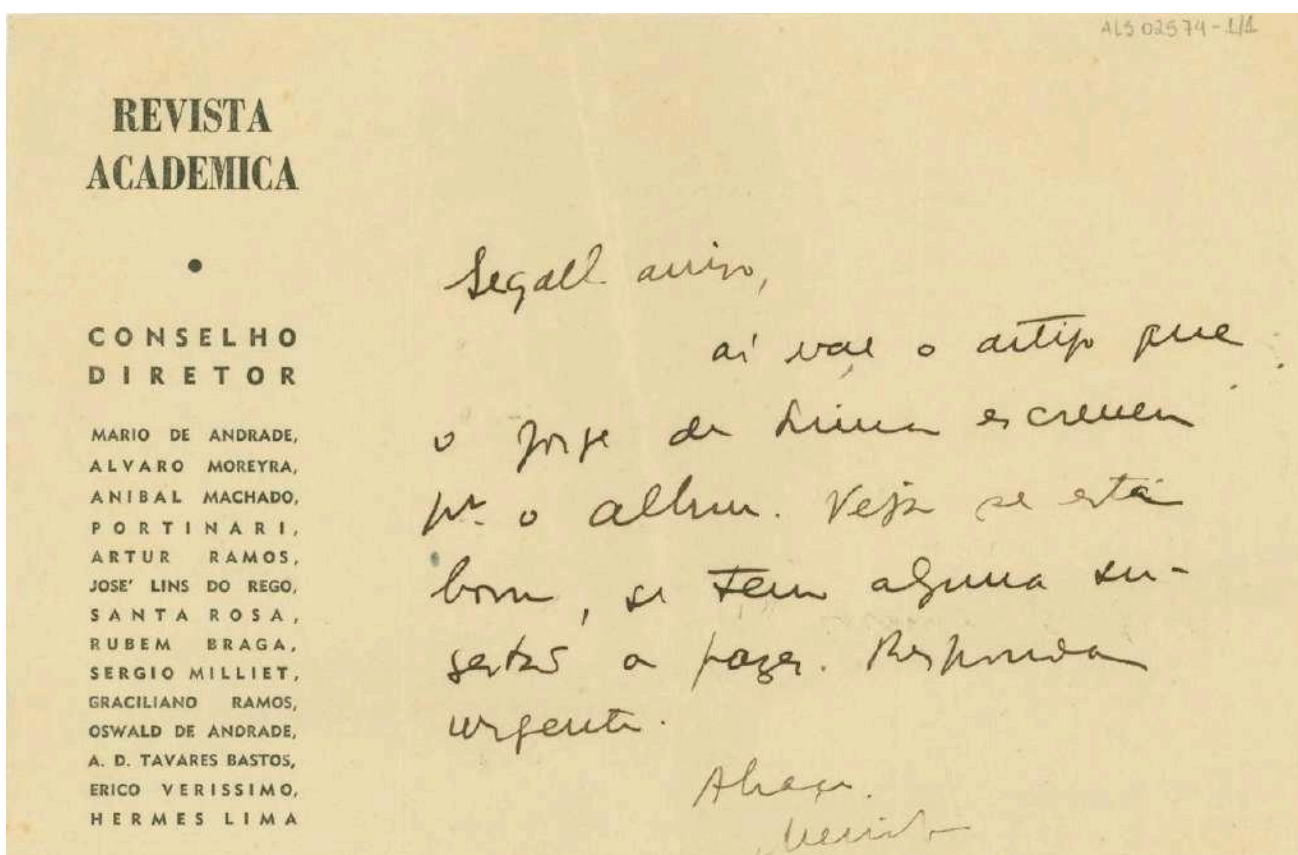 ALS 02574-1/1
REVISTA
ACADEMICA
CONSELHO
DIRETOR
MARIO DE ANDRADE,
ALVARO MOREYRA,
ANIBAL MACHADO,
PORTINARI,
ARTUR RAMOS,
JOSE' LINS DO REGO,
SANTA ROSA,
RUBEM BRAGA,
SERGIO MILLIET,
GRACILIANO RAMOS,
OSWALD DE ANDRADE,
A. D. TAVARES BASTOS,
ERICO VERISSIMO,
HERMES LIMA
Segall amigo,
aí vae o artigo que
o Jorge de Lima escreveu
pr. o album. Veja se está
bom, se tem alguma su-
gestão a fazer. Responda
urgente.
Abraço.